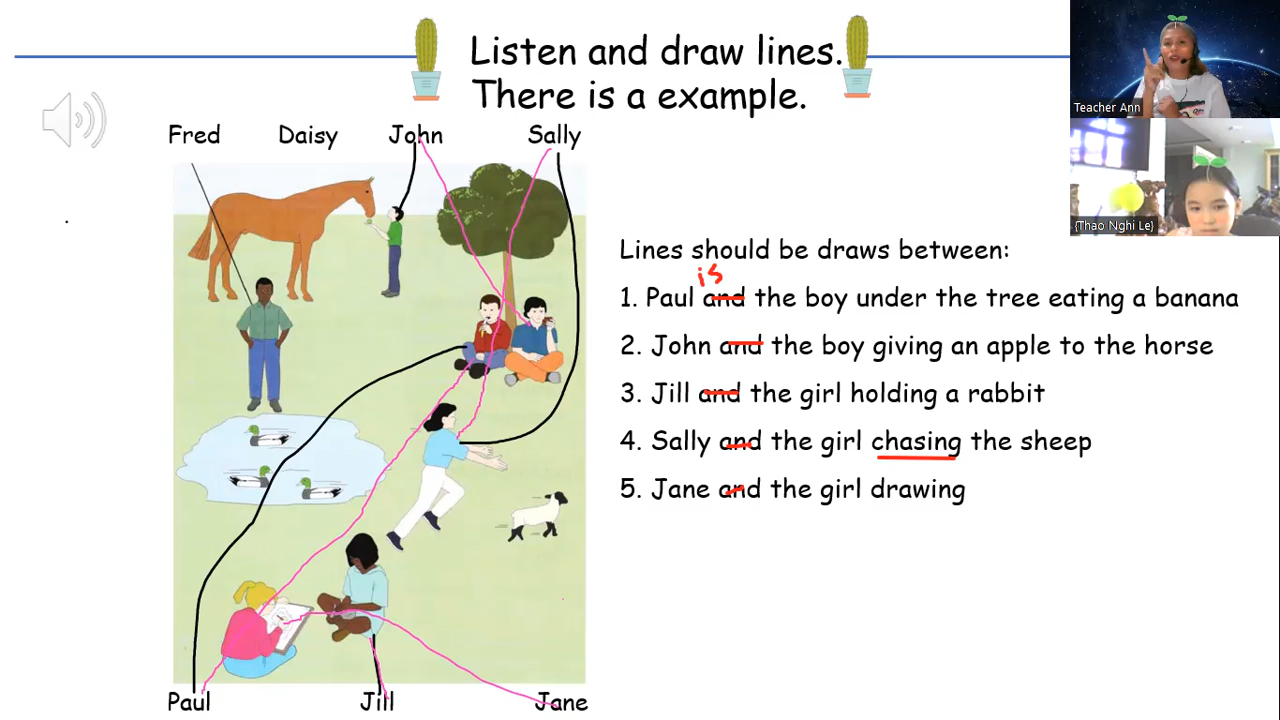 Listen and draw lines.
There is a example.
Teacher Ann
Fred Daisy John Sally
{Thao Nghi Le}
Lines should be draws between:
is
1. Paul and the boy under the tree eating a banana
2. John and the boy giving an apple to the horse
3. Jill and the girl holding a rabbit
4. Sally and the girl chasing the sheep
5. Jane and the girl drawing
Paul Jill Jane